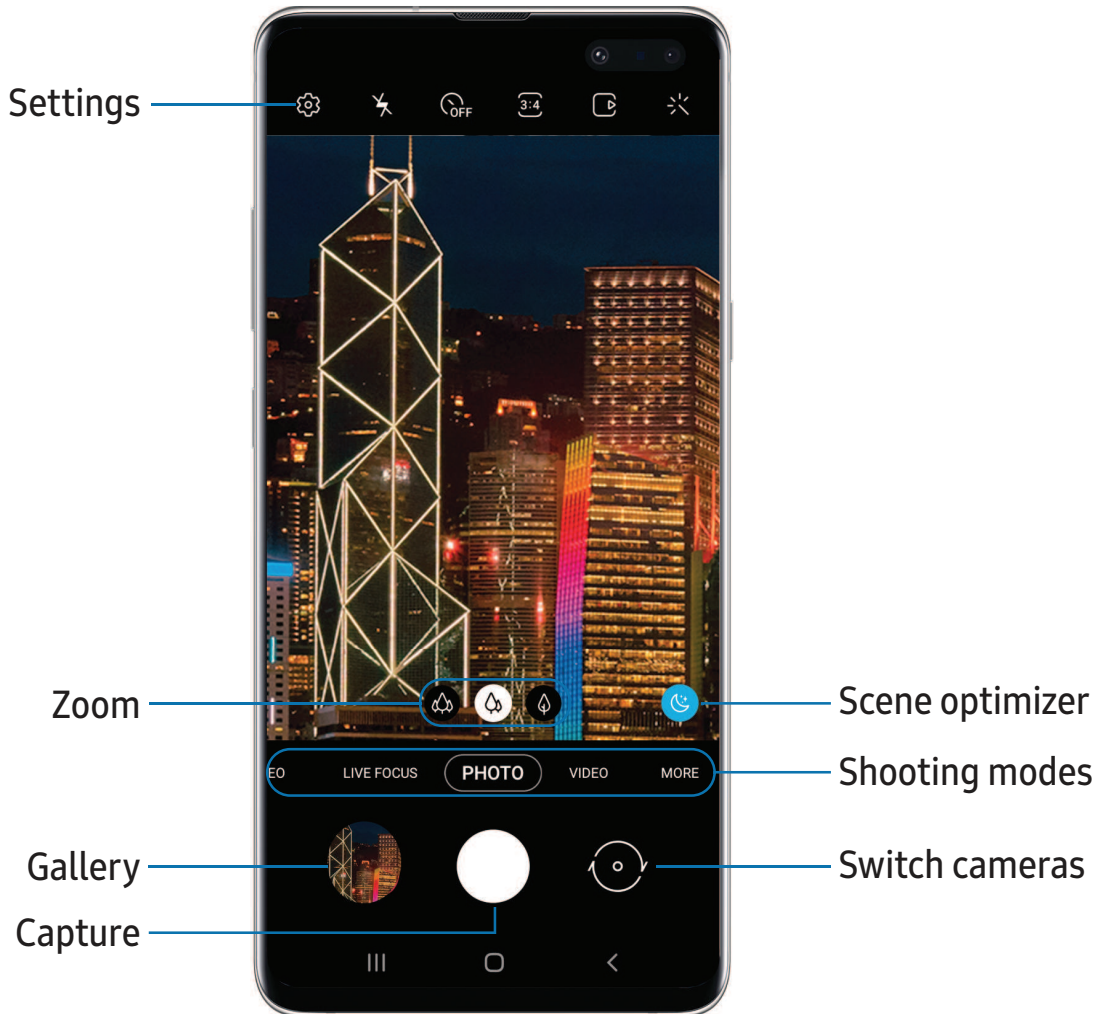 Settings
OFF
3:4
Zoom
Scene optimizer
EO
LIVE FOCUS
PHOTO
VIDEO
MORE
Shooting modes
Gallery
Switch cameras
Capture